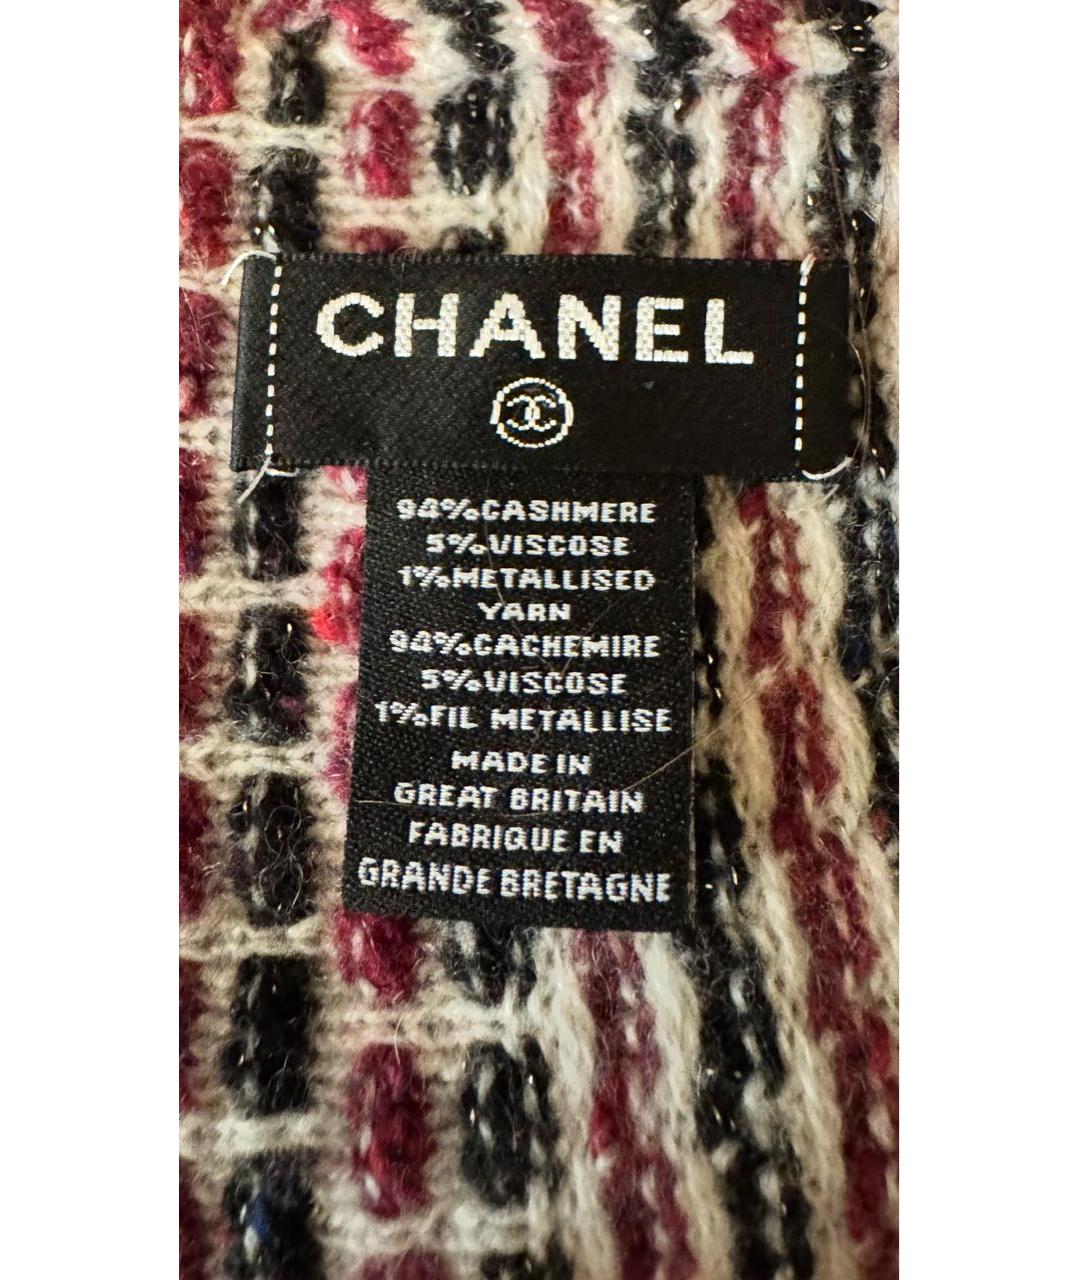 CHANEL
94%CASHMERE
5%VISCOSE
1%METALLISED
YARN
94%CACHEMIRE
5%VISCOSE
1%FIL METALLISE
MADE IN
GREAT BRITAIN
FABRIQUE EN
GRANDE BRETAGNE